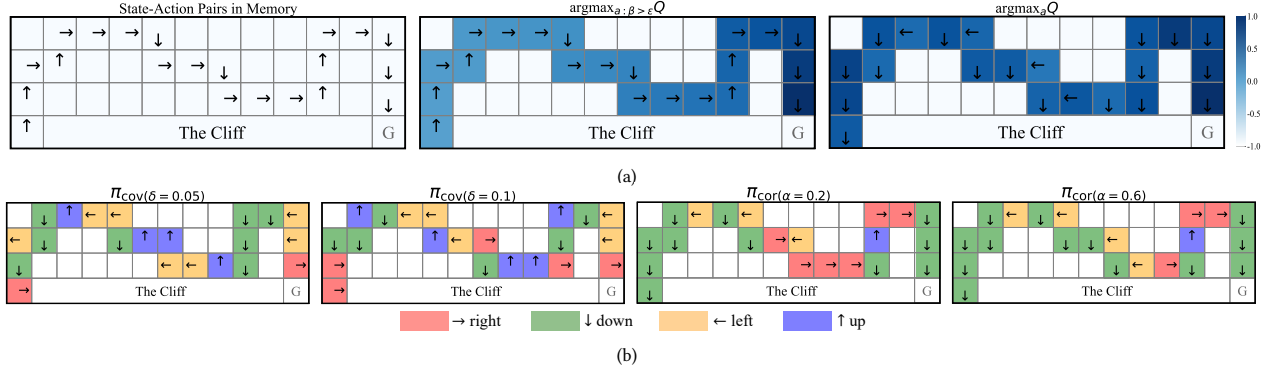 State-Action Pairs in Memory
argmax_{a : β>ε}Q
argmax_aQ
The Cliff
G
The Cliff
G
The Cliff
G
1.0
0.5
0.0
-0.5
-1.0
(a)
π_{cov(δ = 0.05)}
π_{cov(δ = 0.1)}
π_{cor(α = 0.2)}
π_{cor(α = 0.6)}
The Cliff
G
The Cliff
G
The Cliff
G
The Cliff
G
→ right
↓ down
← left
↑ up
(b)